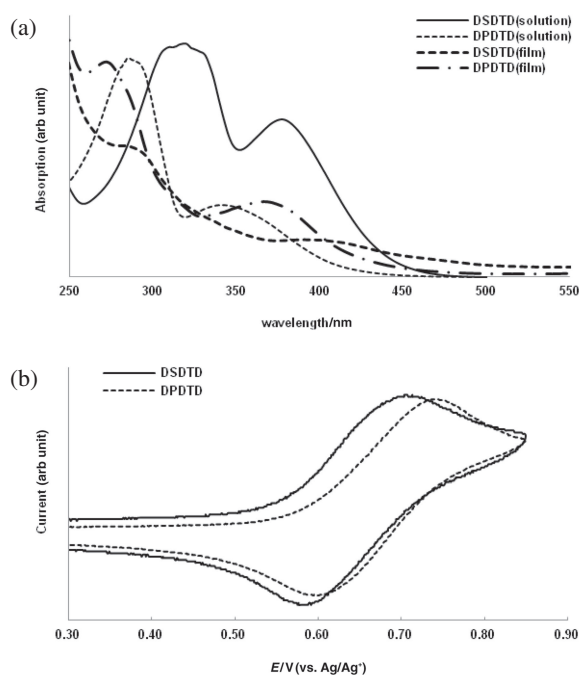 (a)
DSDTD(solution)
DPDTD(solution)
DSDTD(film)
DPDTD(film)
Absorption (arb unit)
250 300 350 400 450 500 550
wavelength/nm
(b)
DSDTD
DPDTD
Current (arb unit)
0.30 0.40 0.50 0.60 0.70 0.80 0.90
E/V (vs. Ag/Ag⁺)